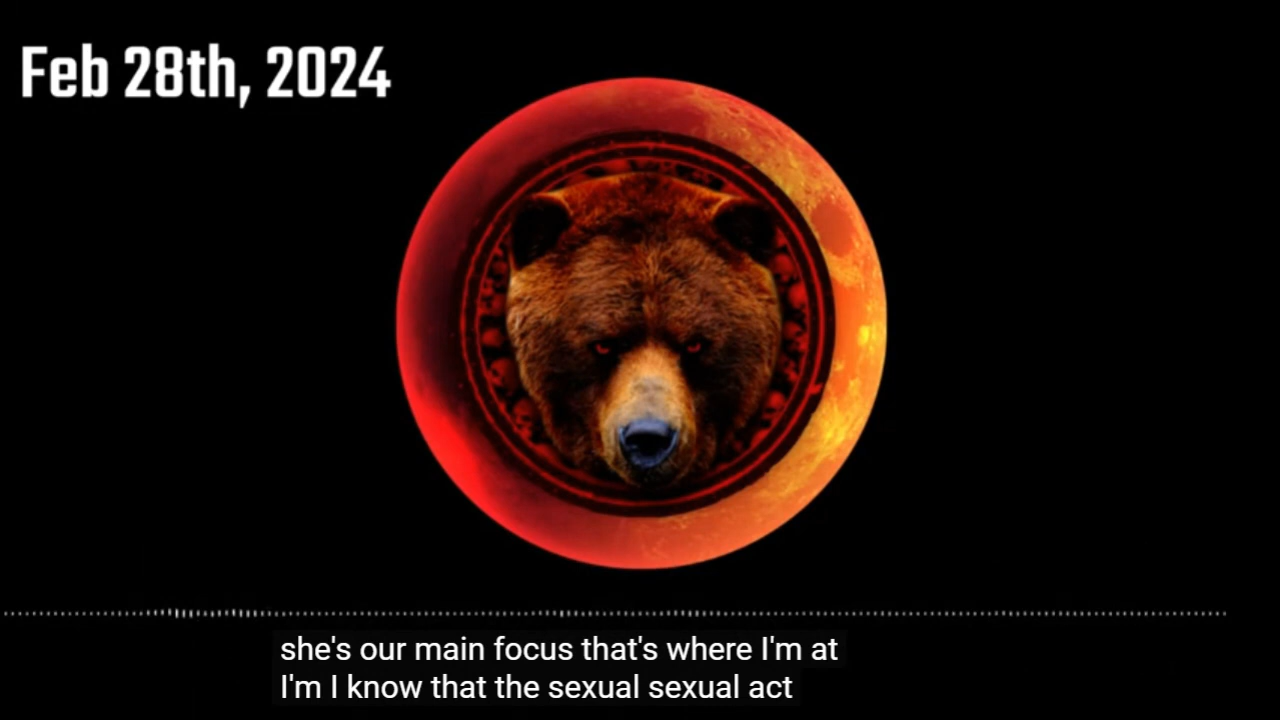 Feb 28th, 2024
she's our main focus that's where I'm at
I'm I know that the sexual sexual act